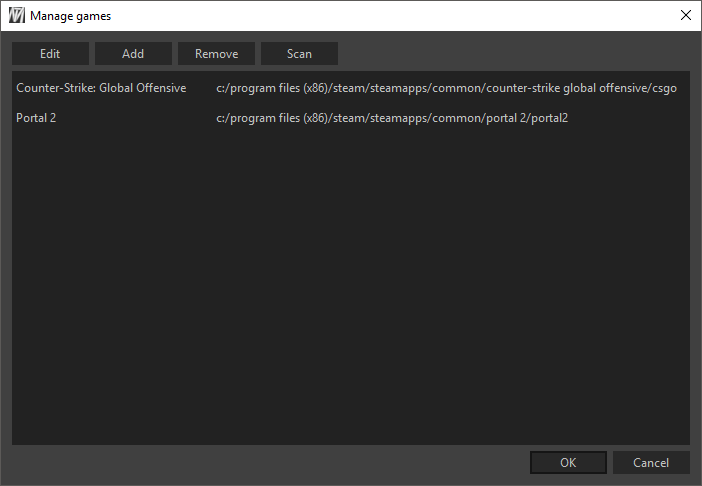 Manage games
Edit Add Remove Scan
Counter-Strike: Global Offensive c:/program files (x86)/steam/steamapps/common/counter-strike global offensive/csgo
Portal 2 c:/program files (x86)/steam/steamapps/common/portal 2/portal2
OK Cancel